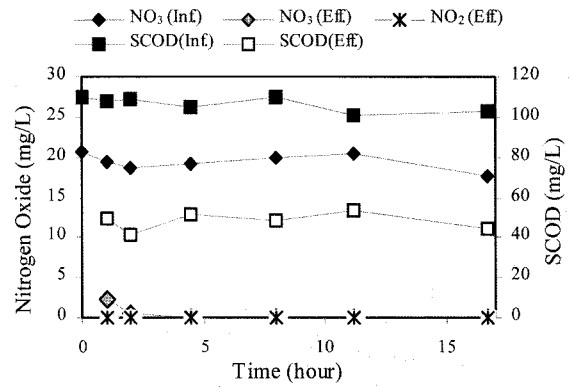 NO3 (Inf.) NO3 (Eff) NO2 (Eff)
SCOD(Inf.) SCOD(Eff)
30
25
20
15
10
5
0
Nitrogen Oxide (mg/L)
120
100
80
60
40
20
0
SCOD (mg/L)
0 5 10 15
Time (hour)